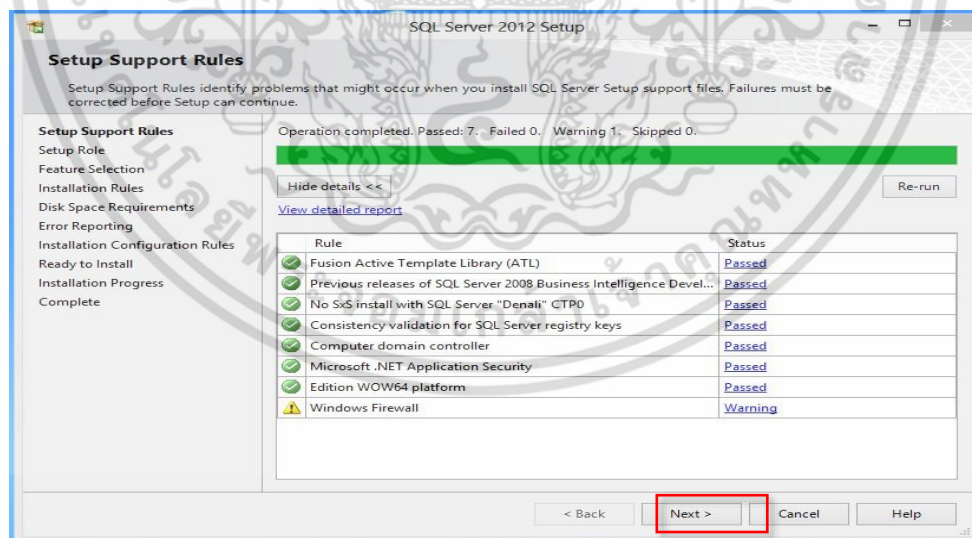 SQL Server 2012 Setup
Setup Support Rules
Setup Support Rules identify problems that might occur when you install SQL Server Setup support files. Failures must be
corrected before Setup can continue.
Setup Support Rules
Setup Role
Feature Selection
Installation Rules
Disk Space Requirements
Error Reporting
Installation Configuration Rules
Ready to Install
Installation Progress
Complete
Operation completed. Passed: 7. Failed 0. Warning 1. Skipped 0.
Hide details <<
Re-run
View detailed report
Rule Status
Fusion Active Template Library (ATL) Passed
Previous releases of SQL Server 2008 Business Intelligence Devel... Passed
No SxS install with SQL Server "Denali" CTP0 Passed
Consistency validation for SQL Server registry keys Passed
Computer domain controller Passed
Microsoft .NET Application Security Passed
Edition WOW64 platform Passed
Windows Firewall Warning
< Back Next > Cancel Help